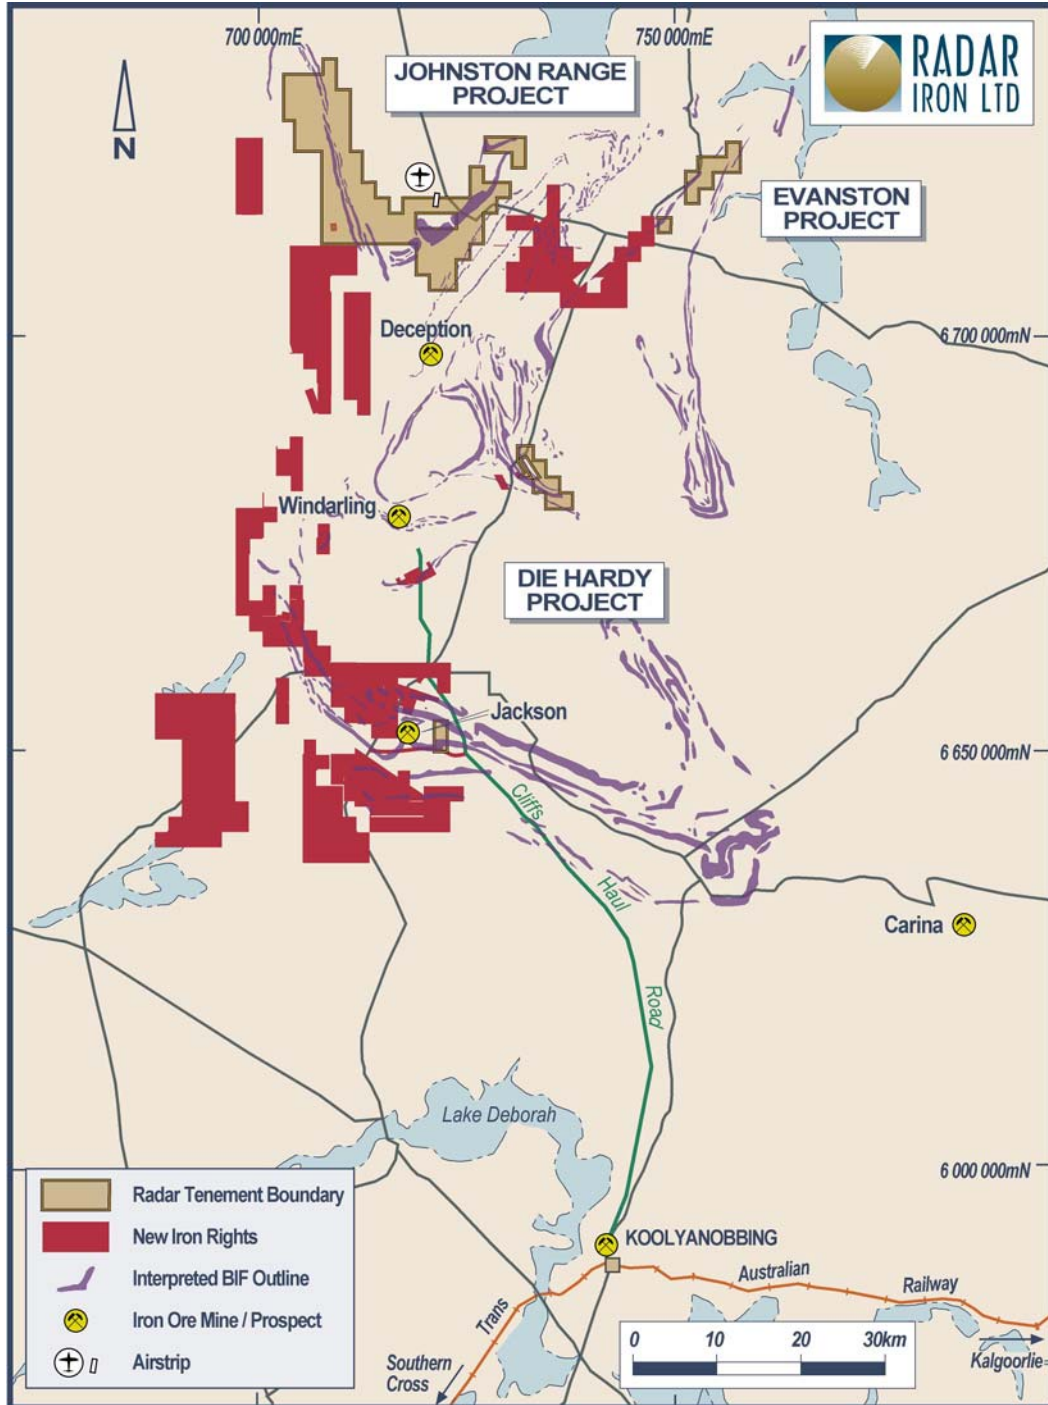 700 000mE
750 000mE
JOHNSTON RANGE
PROJECT
RADAR
IRON LTD
N
EVANSTON
PROJECT
Deception
6 700 000mN
Windarling
DIE HARDY
PROJECT
Jackson
6 650 000mN
Cliffs
Haul
Road
Carina
Lake Deborah
6 000 000mN
Radar Tenement Boundary
New Iron Rights
Interpreted BIF Outline
Iron Ore Mine / Prospect
Airstrip
KOOLYANOBBING
Trans
Australian
Railway
Southern
Cross
0 10 20 30km
Kalgoorlie